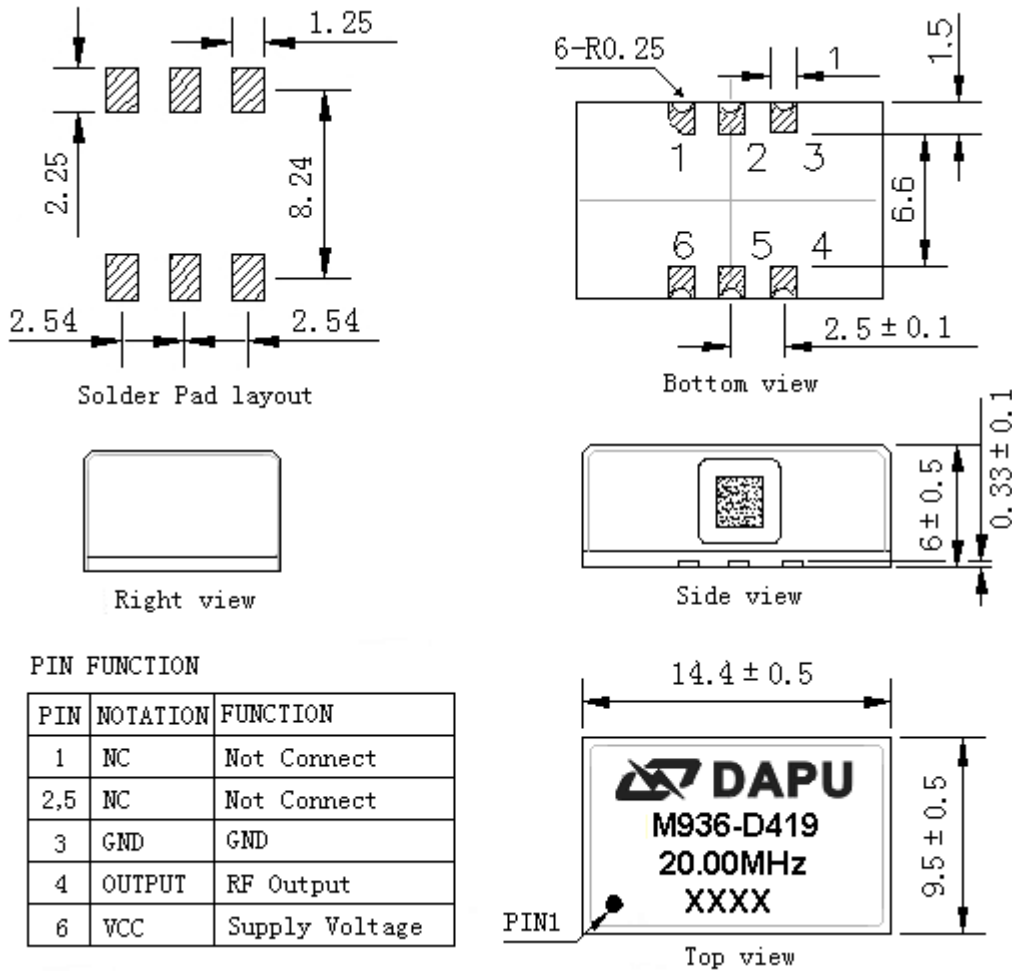 1.25
2.25
8.24
2.54
2.54
Solder Pad layout
6-R0.25
1
1.5
1
2
3
6.6
6
5
4
2.5±0.1
Bottom view
Right view
6±0.5
0.33±0.1
Side view
PIN FUNCTION
PIN NOTATION FUNCTION
1 NC Not Connect
2,5 NC Not Connect
3 GND GND
4 OUTPUT RF Output
6 VCC Supply Voltage
14.4±0.5
DAPU
M936-D419
20.00MHz
XXXX
9.5±0.5
PIN1
Top view